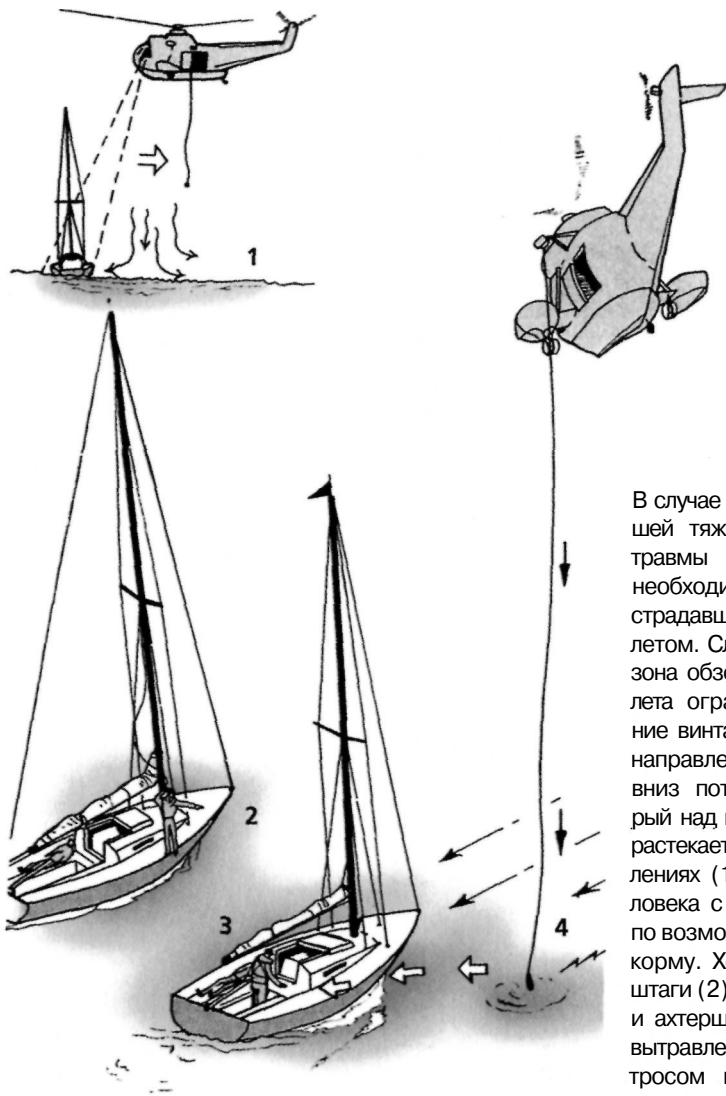 1
2
3
4
В случае
шей тяж
травмы
необходи
страдавш
летом. Сл
зона обзо
лета огра
ние винта
направле
вниз пот
рый над н
растекает
лениях (1
ловека с
по возмо
корму. Х
штаги (2)
и ахтерш
вытравле
тросом